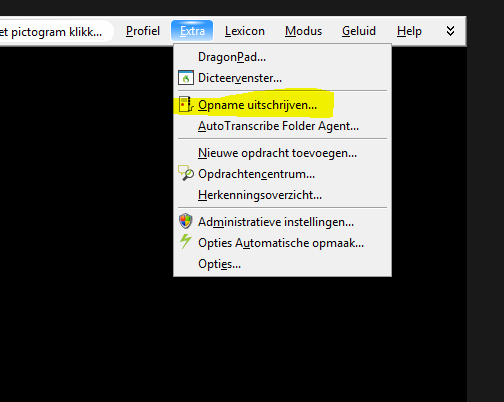 et pictogram klikk... Profiel Extra Lexicon Modus Geluid Help
DragonPad...
Dicteervenster...
Opname uitschrijven...
AutoTranscribe Folder Agent...
Nieuwe opdracht toevoegen...
Opdrachtencentrum...
Herkenningsoverzicht...
Administratieve instellingen...
Opties Automatische opmaak...
Opties...